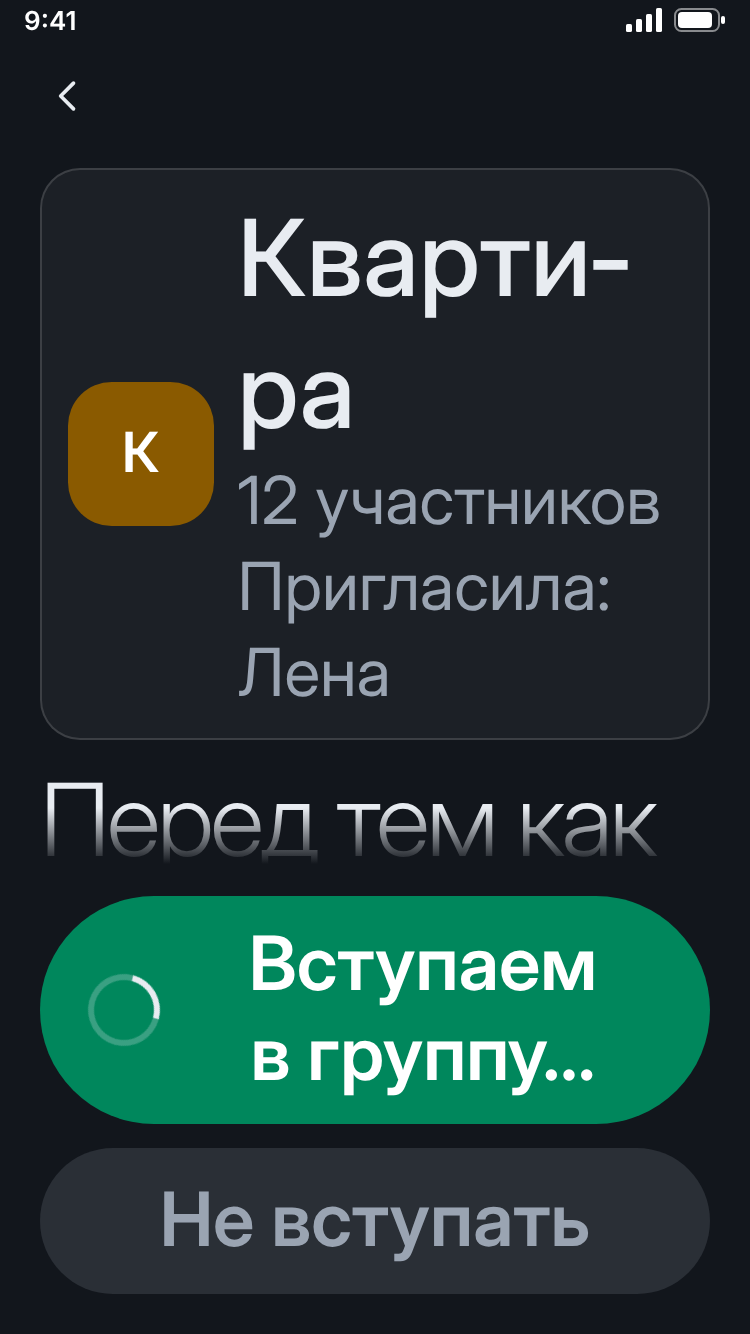 9:41
Кварти-
ра
К
12 участников
Пригласила:
Лена
Перед тем как
Вступаем
в группу...
Не вступать